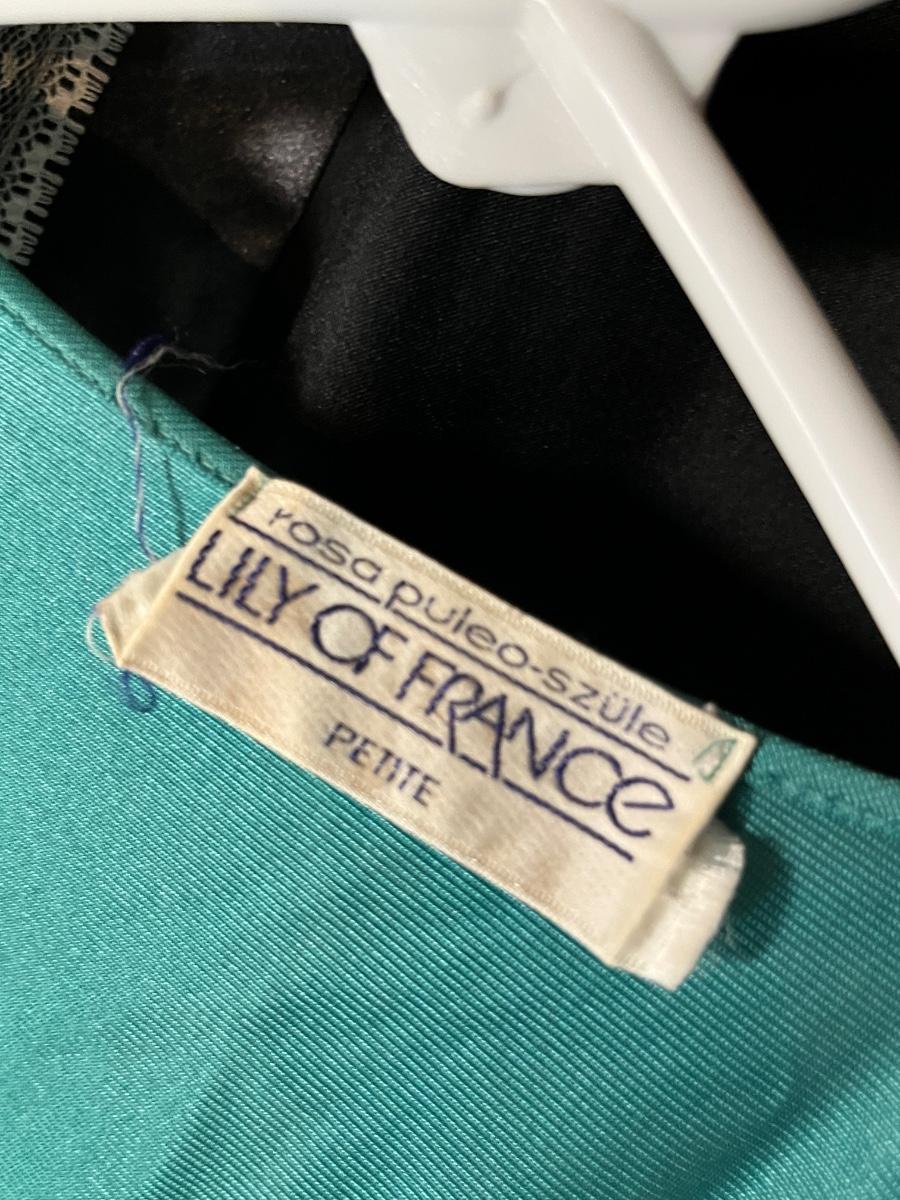 rosa puleo-szüle
LILY OF FRANCE
PETITE